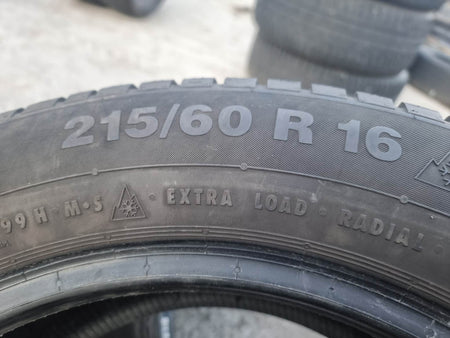 215/60 R 16
99H · M·S · EXTRA LOAD · RADIAL ·